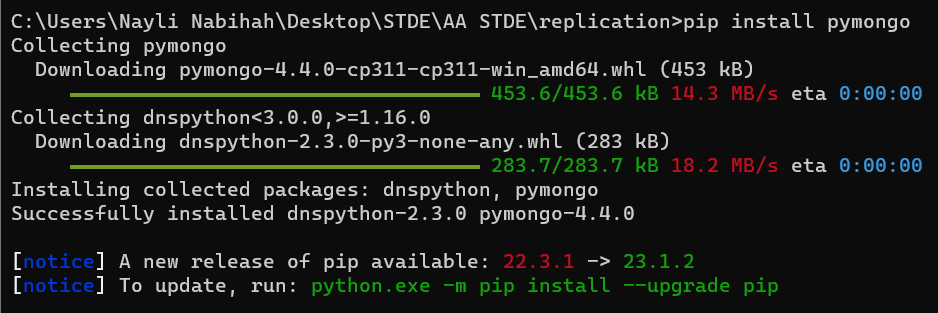 C:\Users\Nayli Nabihah\Desktop\STDE\AA STDE\replication>pip install pymongo
Collecting pymongo
  Downloading pymongo-4.4.0-cp311-cp311-win_amd64.whl (453 kB)
453.6/453.6 kB 14.3 MB/s eta 0:00:00
Collecting dnspython<3.0.0,>=1.16.0
  Downloading dnspython-2.3.0-py3-none-any.whl (283 kB)
283.7/283.7 kB 18.2 MB/s eta 0:00:00
Installing collected packages: dnspython, pymongo
Successfully installed dnspython-2.3.0 pymongo-4.4.0

[notice] A new release of pip available: 22.3.1 -> 23.1.2
[notice] To update, run: python.exe -m pip install --upgrade pip